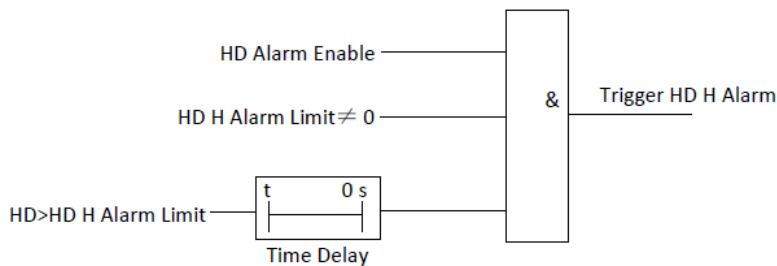 HD Alarm Enable
HD H Alarm Limit≠ 0
&
Trigger HD H Alarm
t 0 s
HD>HD H Alarm Limit
Time Delay